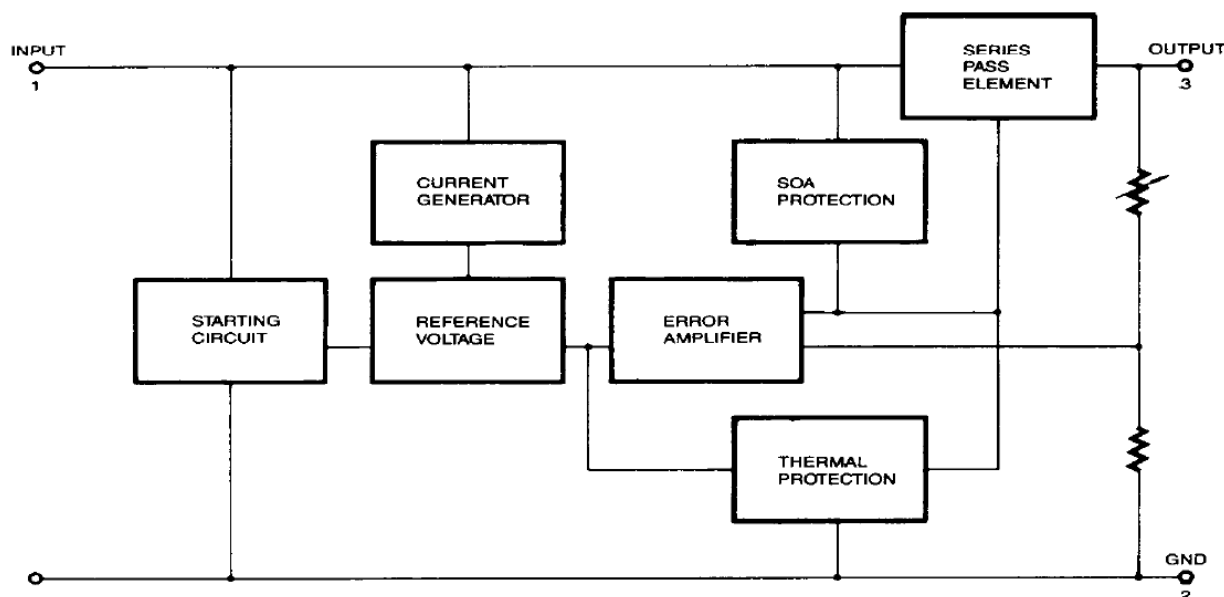 INPUT
1
SERIES
PASS
ELEMENT
OUTPUT
3
CURRENT
GENERATOR
SOA
PROTECTION
STARTING
CIRCUIT
REFERENCE
VOLTAGE
ERROR
AMPLIFIER
THERMAL
PROTECTION
GND
2